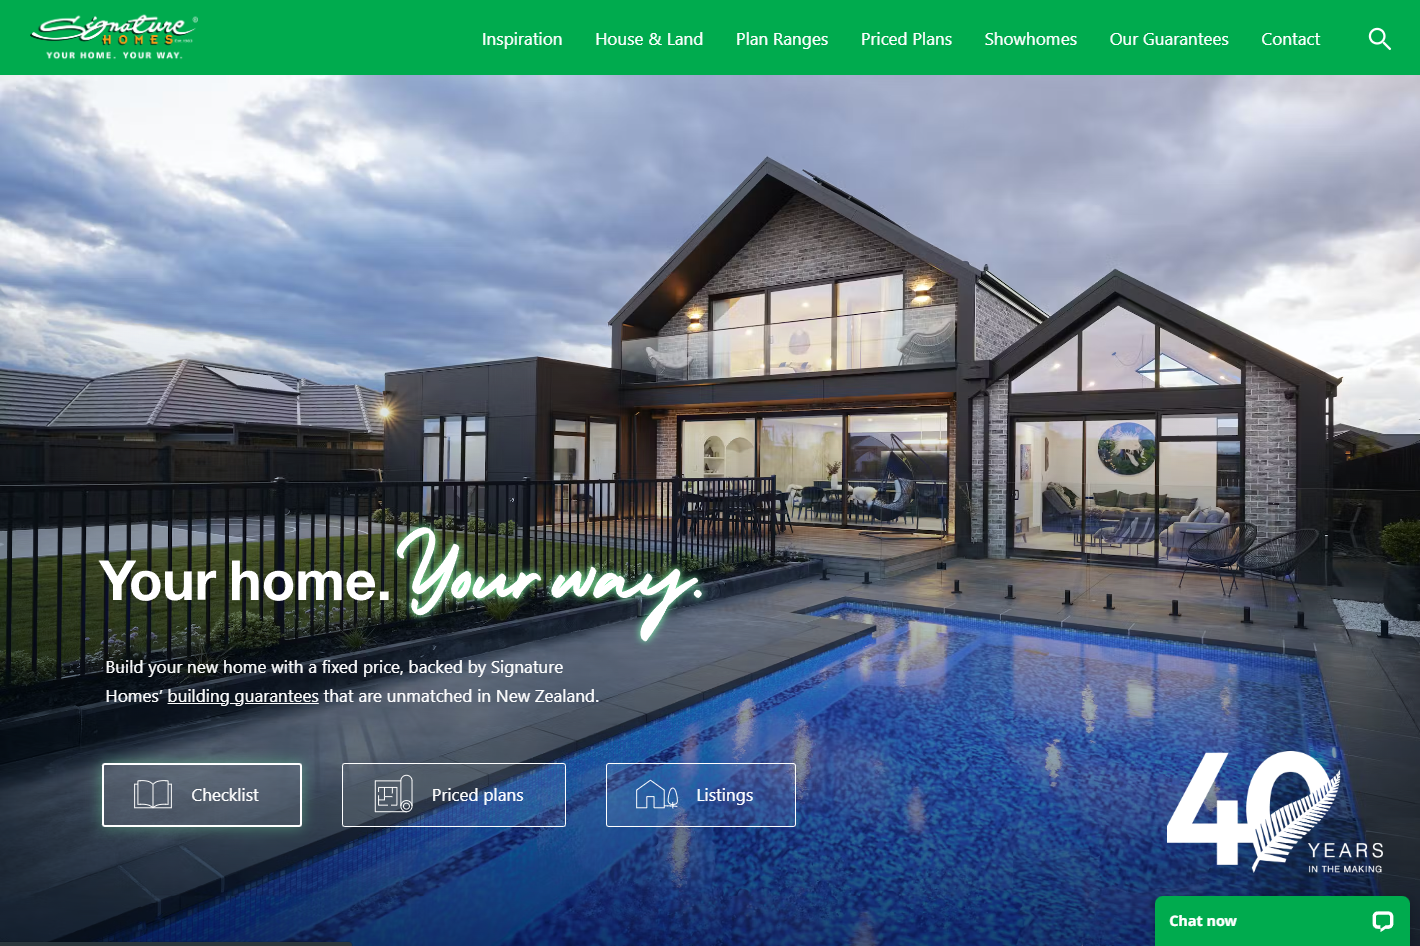 Signature®
HOMES
YOUR HOME. YOUR WAY.
Inspiration
House & Land
Plan Ranges
Priced Plans
Showhomes
Our Guarantees
Contact
Your home. Your way.
Build your new home with a fixed price, backed by Signature
Homes’ building guarantees that are unmatched in New Zealand.
Checklist
Priced plans
Listings
40
YEARS
IN THE MAKING
Chat now